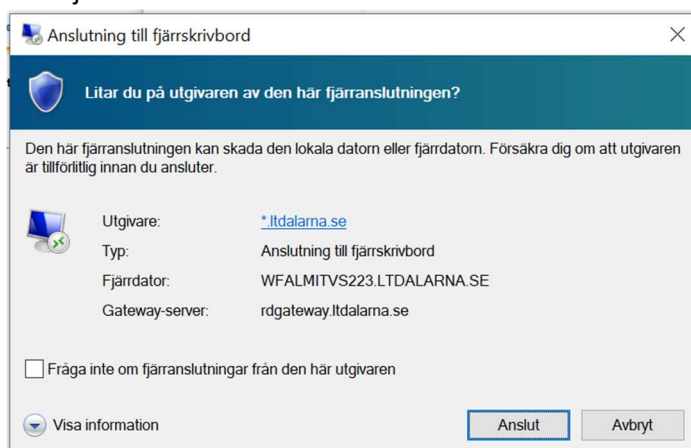 Anslutning till fjärrskrivbord
Litar du på utgivaren av den här fjärranslutningen?
Den här fjärranslutningen kan skada den lokala datorn eller fjärrdatorn. Försäkra dig om att utgivaren
är tillförlitlig innan du ansluter.
Utgivare: *.ltdalarna.se
Typ: Anslutning till fjärrskrivbord
Fjärrdator: WFALMITVS223.LTDALARNA.SE
Gateway-server: rdgateway.ltdalarna.se
Fråga inte om fjärranslutningar från den här utgivaren
Visa information Anslut Avbryt